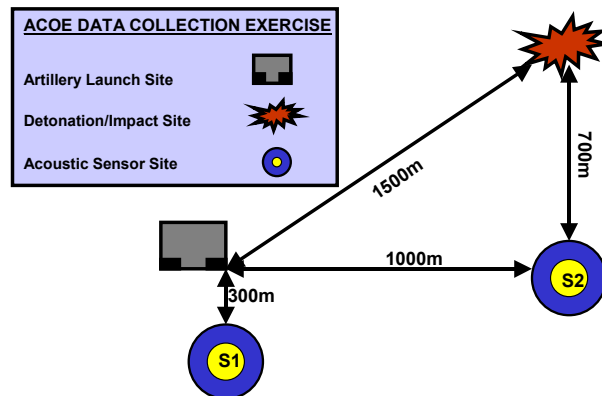 ACOE DATA COLLECTION EXERCISE
Artillery Launch Site
Detonation/Impact Site
Acoustic Sensor Site
1500m
700m
1000m
300m
S2
S1